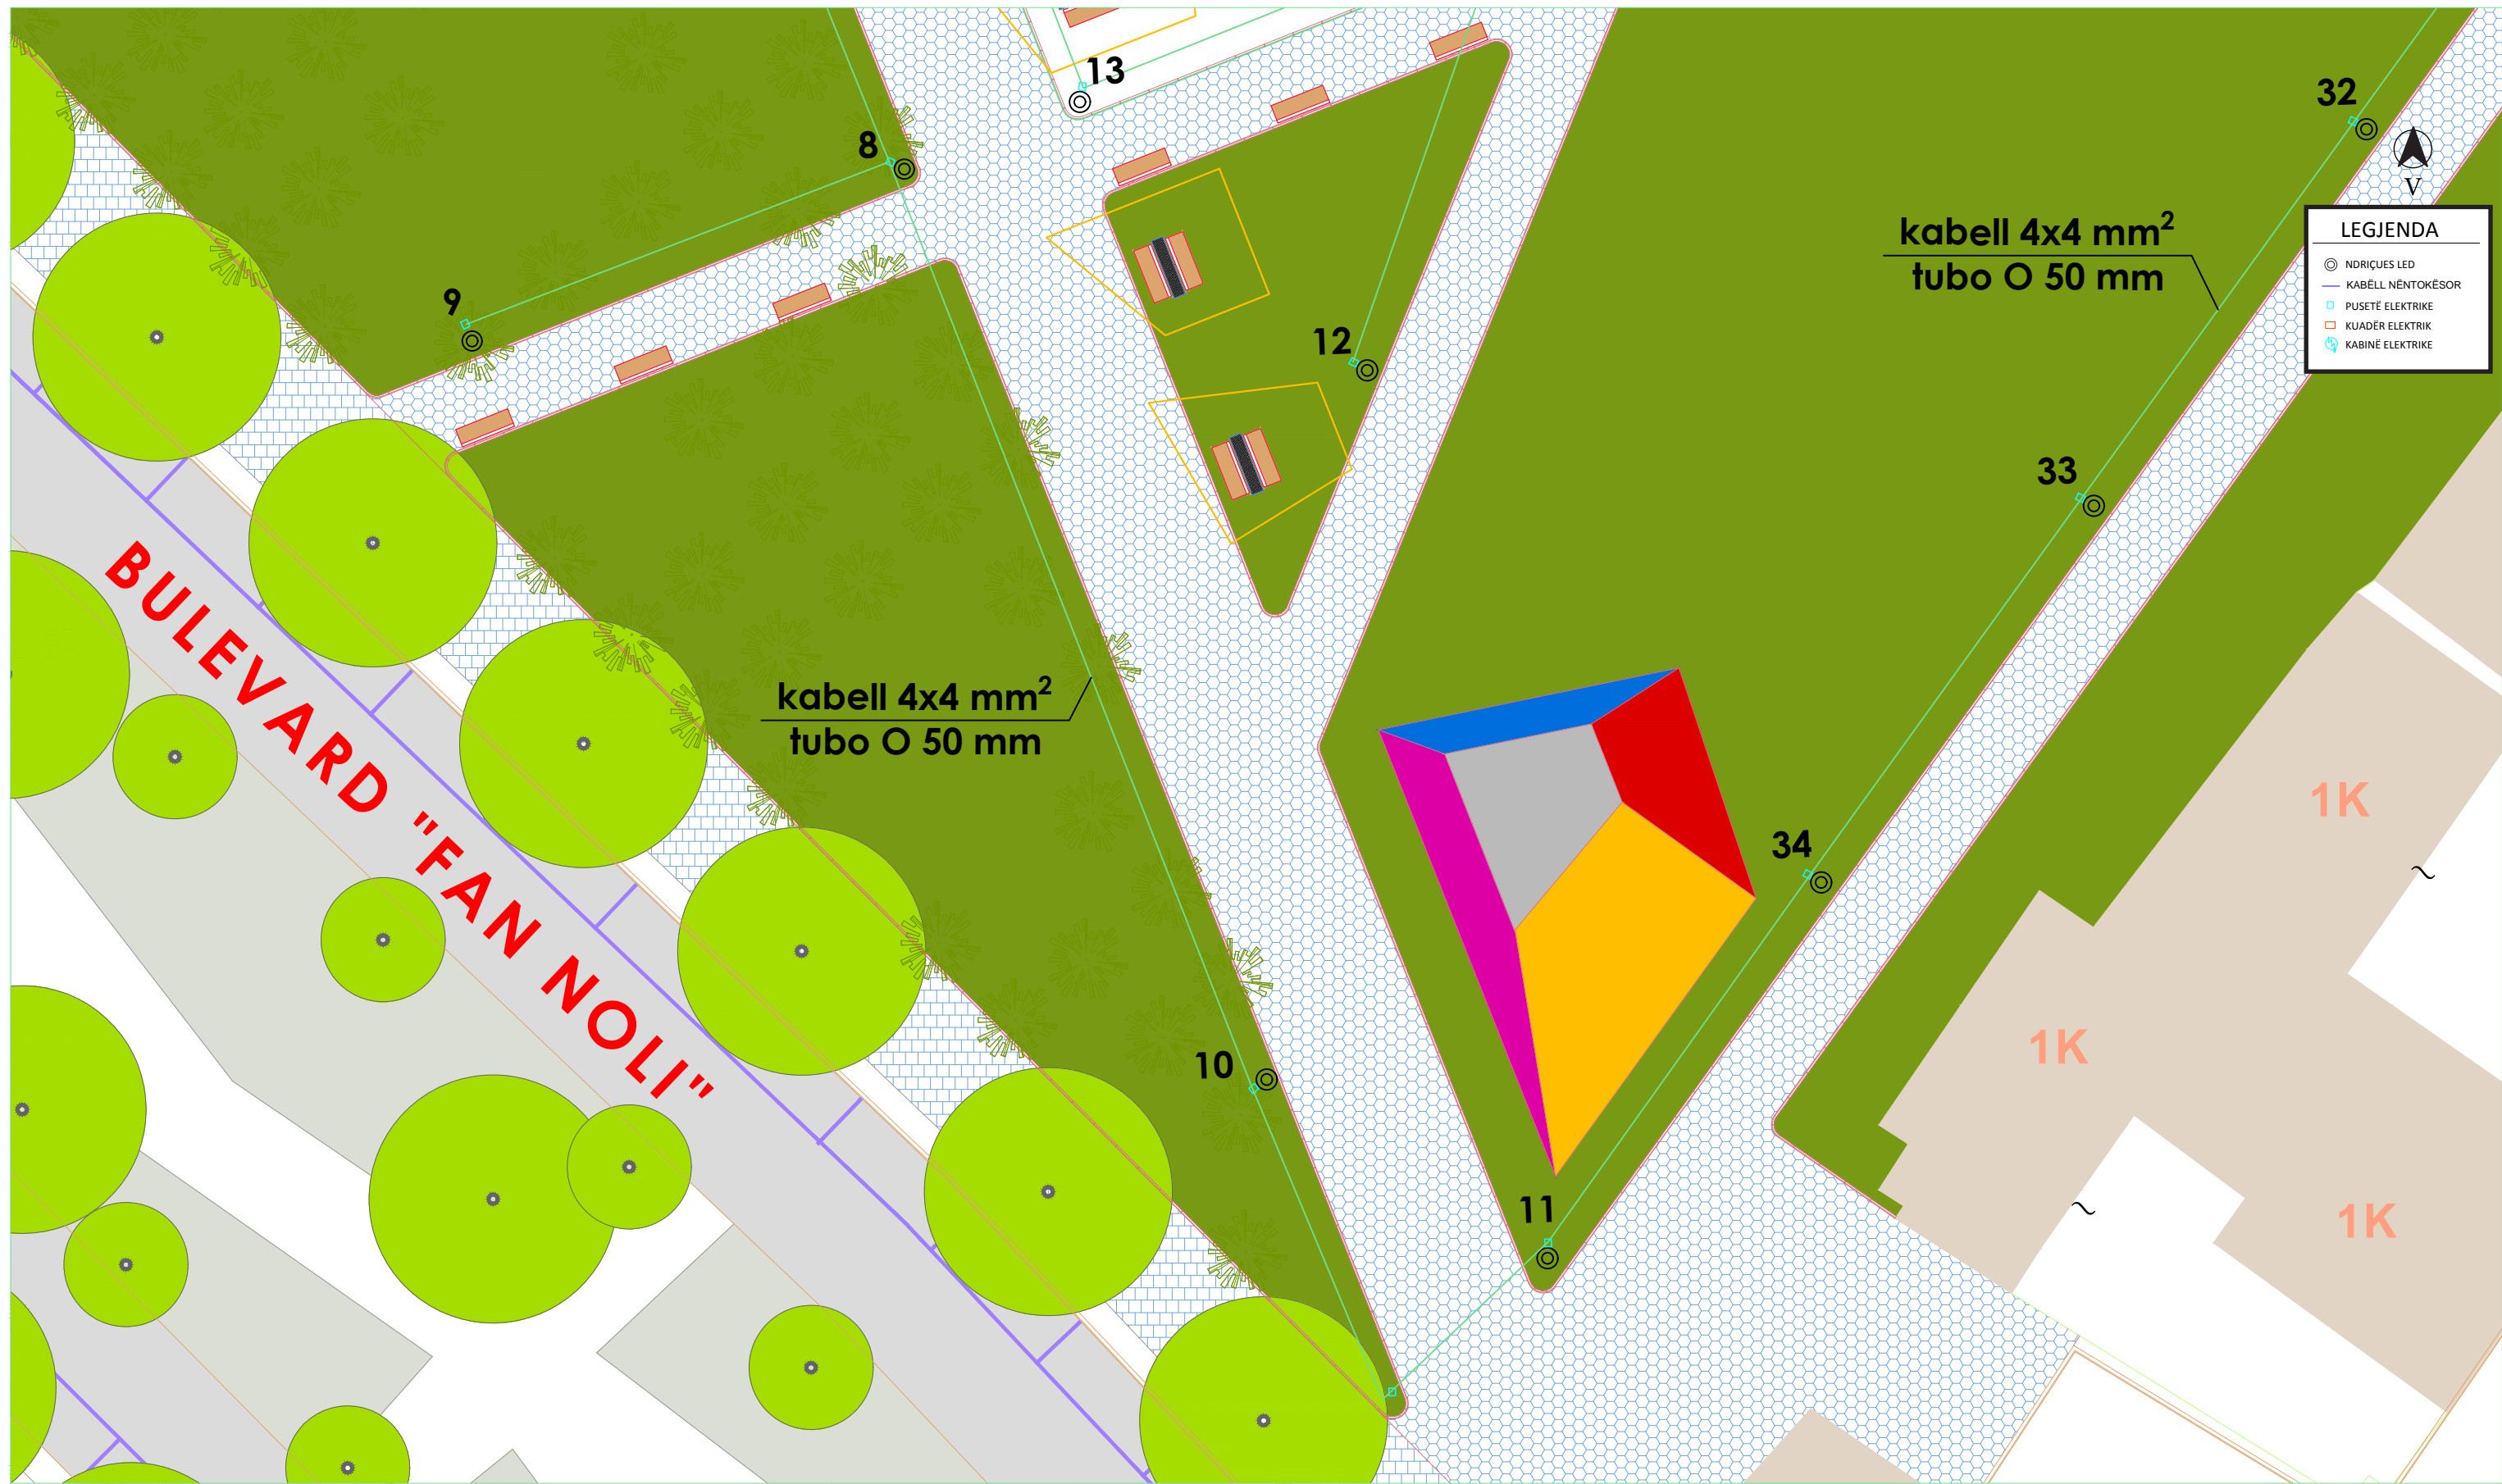 13
32
8
V
kabell 4x4 mm²
tubo O 50 mm
LEGJENDA
NDRIÇUES LED
KABËLL NËNTOKËSOR
PUSETË ELEKTRIKE
KUADËR ELEKTRIK
KABINË ELEKTRIKE
9
12
33
BULEVARD "FAN NOLI"
kabell 4x4 mm²
tubo O 50 mm
1K
34
1K
10
11
1K